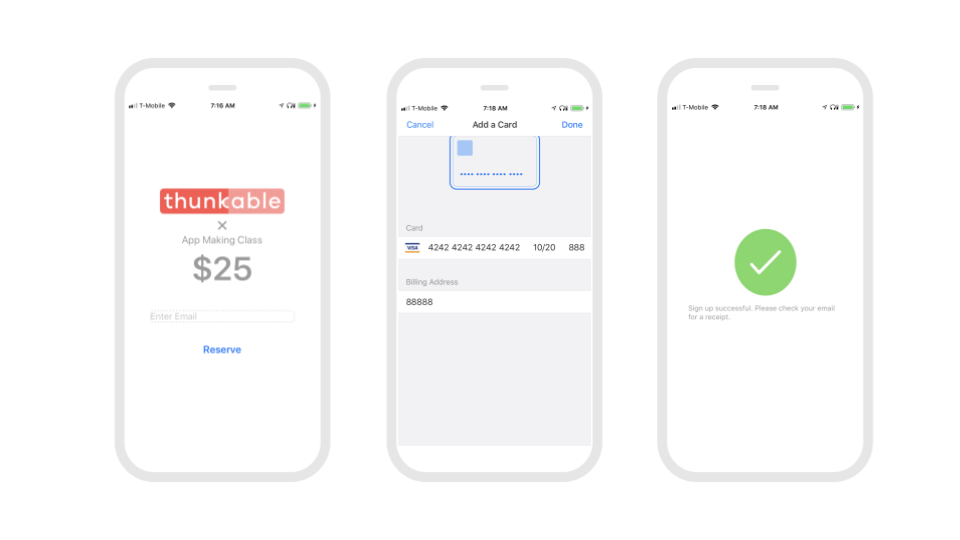 T-Mobile 7:16 AM
thunkable
×
App Making Class
$25
Enter Email
Reserve
T-Mobile 7:18 AM
Cancel Add a Card Done
•••• •••• •••• ••••
Card
VISA 4242 4242 4242 4242 10/20 888
Billing Address
88888
T-Mobile 7:18 AM
Sign up successful. Please check your email
for a receipt.